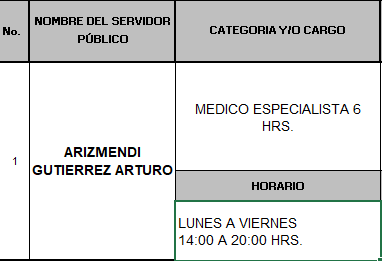 No.
NOMBRE DEL SERVIDOR
PÚBLICO
CATEGORIA Y/O CARGO
1
ARIZMENDI
GUTIERREZ ARTURO
MEDICO ESPECIALISTA 6
HRS.
HORARIO
LUNES A VIERNES
14:00 A 20:00 HRS.